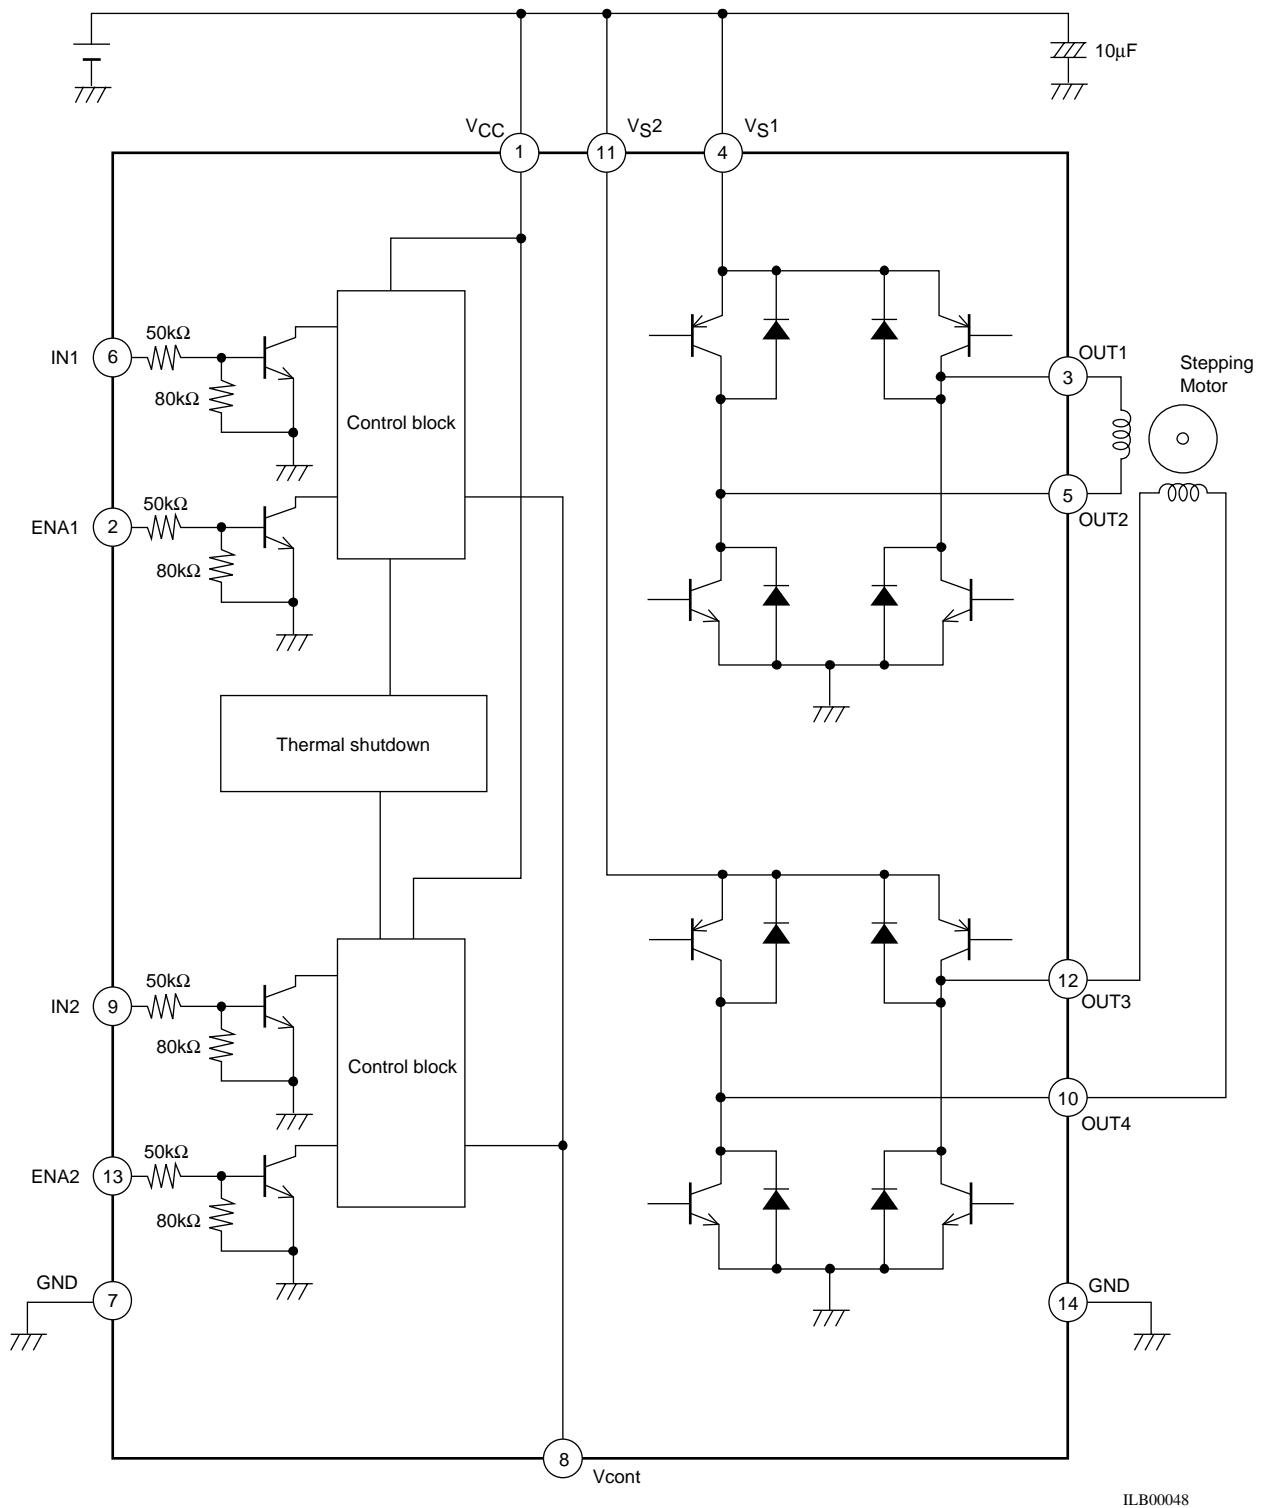 10μF
VCC
VS2
VS1
1
11
4
50kΩ
IN1
6
80kΩ
Control block
OUT1
3
Stepping
Motor
50kΩ
ENA1
2
80kΩ
5
OUT2
Thermal shutdown
50kΩ
IN2
9
80kΩ
Control block
12
OUT3
10
OUT4
50kΩ
ENA2
13
80kΩ
GND
7
GND
14
8
Vcont
ILB00048